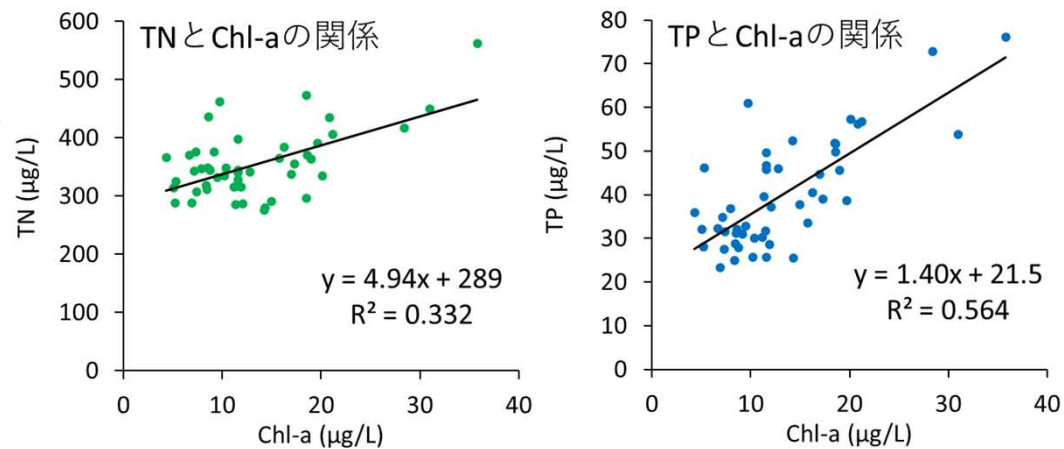 TNとChl-aの関係
600
500
400
300
200
100
0
TN (µg/L)
y = 4.94x + 289
R² = 0.332
0 10 20 30 40
Chl-a (µg/L)
TPとChl-aの関係
80
70
60
50
40
30
20
10
0
TP (µg/L)
y = 1.40x + 21.5
R² = 0.564
0 10 20 30 40
Chl-a (µg/L)